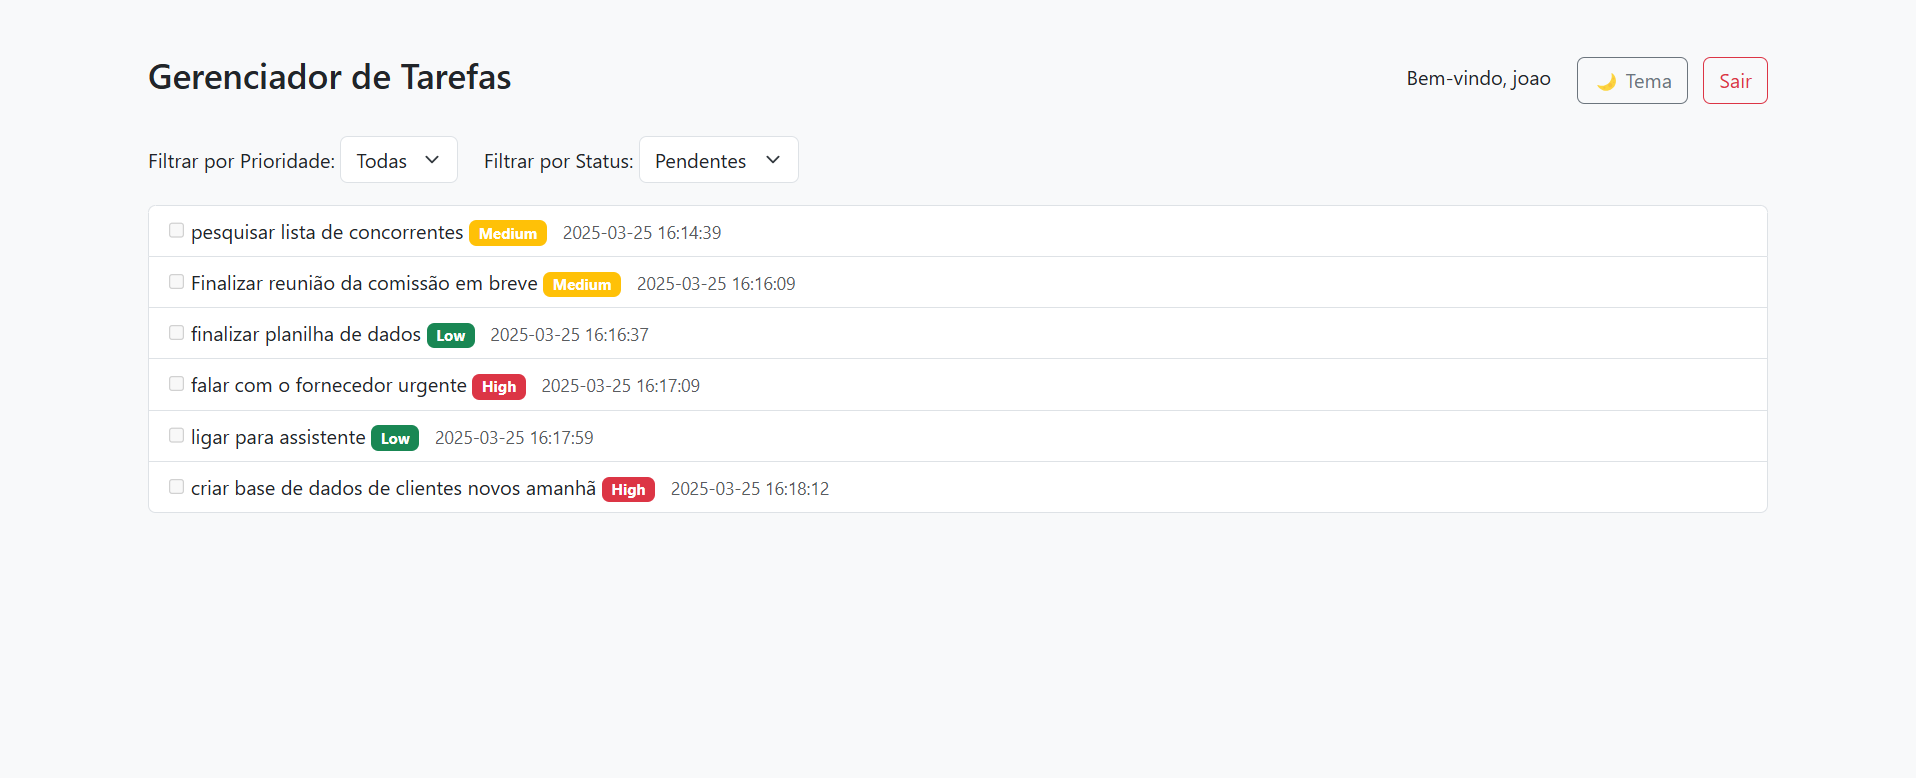 Gerenciador de Tarefas
Bem-vindo, joao 🌙 Tema Sair
Filtrar por Prioridade: Todas Filtrar por Status: Pendentes
pesquisar lista de concorrentes Medium 2025-03-25 16:14:39
Finalizar reunião da comissão em breve Medium 2025-03-25 16:16:09
finalizar planilha de dados Low 2025-03-25 16:16:37
falar com o fornecedor urgente High 2025-03-25 16:17:09
ligar para assistente Low 2025-03-25 16:17:59
criar base de dados de clientes novos amanhã High 2025-03-25 16:18:12